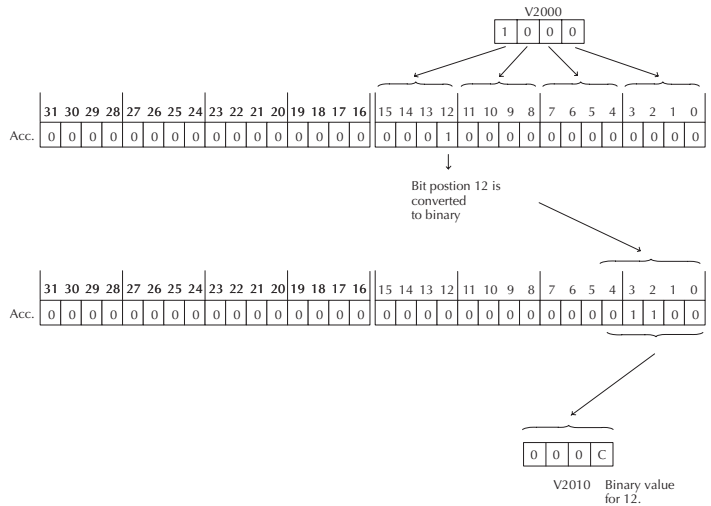 V2000
1 0 0 0
31 30 29 28 27 26 25 24 23 22 21 20 19 18 17 16 15 14 13 12 11 10 9 8 7 6 5 4 3 2 1 0
Acc. 0 0 0 0 0 0 0 0 0 0 0 0 0 0 0 0 0 0 0 1 0 0 0 0 0 0 0 0 0 0 0 0
Bit postion 12 is
converted
to binary
31 30 29 28 27 26 25 24 23 22 21 20 19 18 17 16 15 14 13 12 11 10 9 8 7 6 5 4 3 2 1 0
Acc. 0 0 0 0 0 0 0 0 0 0 0 0 0 0 0 0 0 0 0 0 0 0 0 0 0 0 0 0 1 1 0 0
0 0 0 C
V2010 Binary value
for 12.